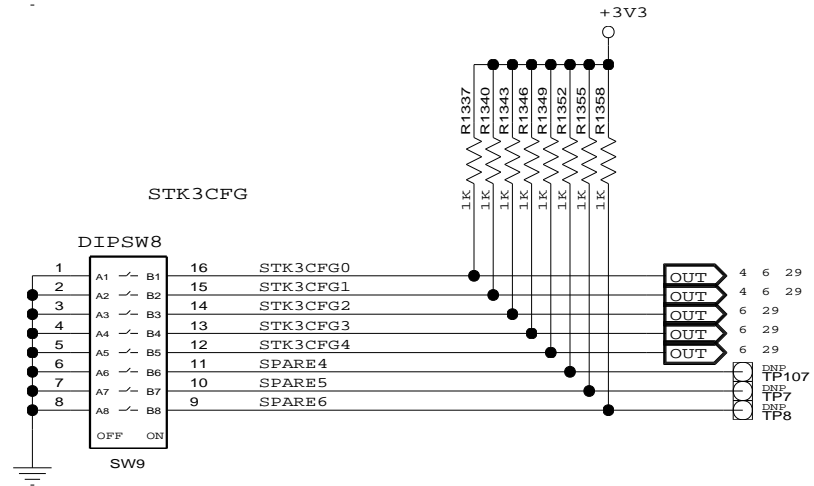 +3V3
R1337
R1340
R1343
R1346
R1349
R1352
R1355
R1358
1K
1K
1K
1K
1K
1K
1K
1K
STK3CFG
DIPSW8
1 A1 B1 16 STK3CFG0 OUT 4 6 29
2 A2 B2 15 STK3CFG1 OUT 4 6 29
3 A3 B3 14 STK3CFG2 OUT 6 29
4 A4 B4 13 STK3CFG3 OUT 6 29
5 A5 B5 12 STK3CFG4 OUT 6 29
6 A6 B6 11 SPARE4 DNP TP107
7 A7 B7 10 SPARE5 DNP TP7
8 A8 B8 9 SPARE6 DNP TP8
OFF ON
SW9